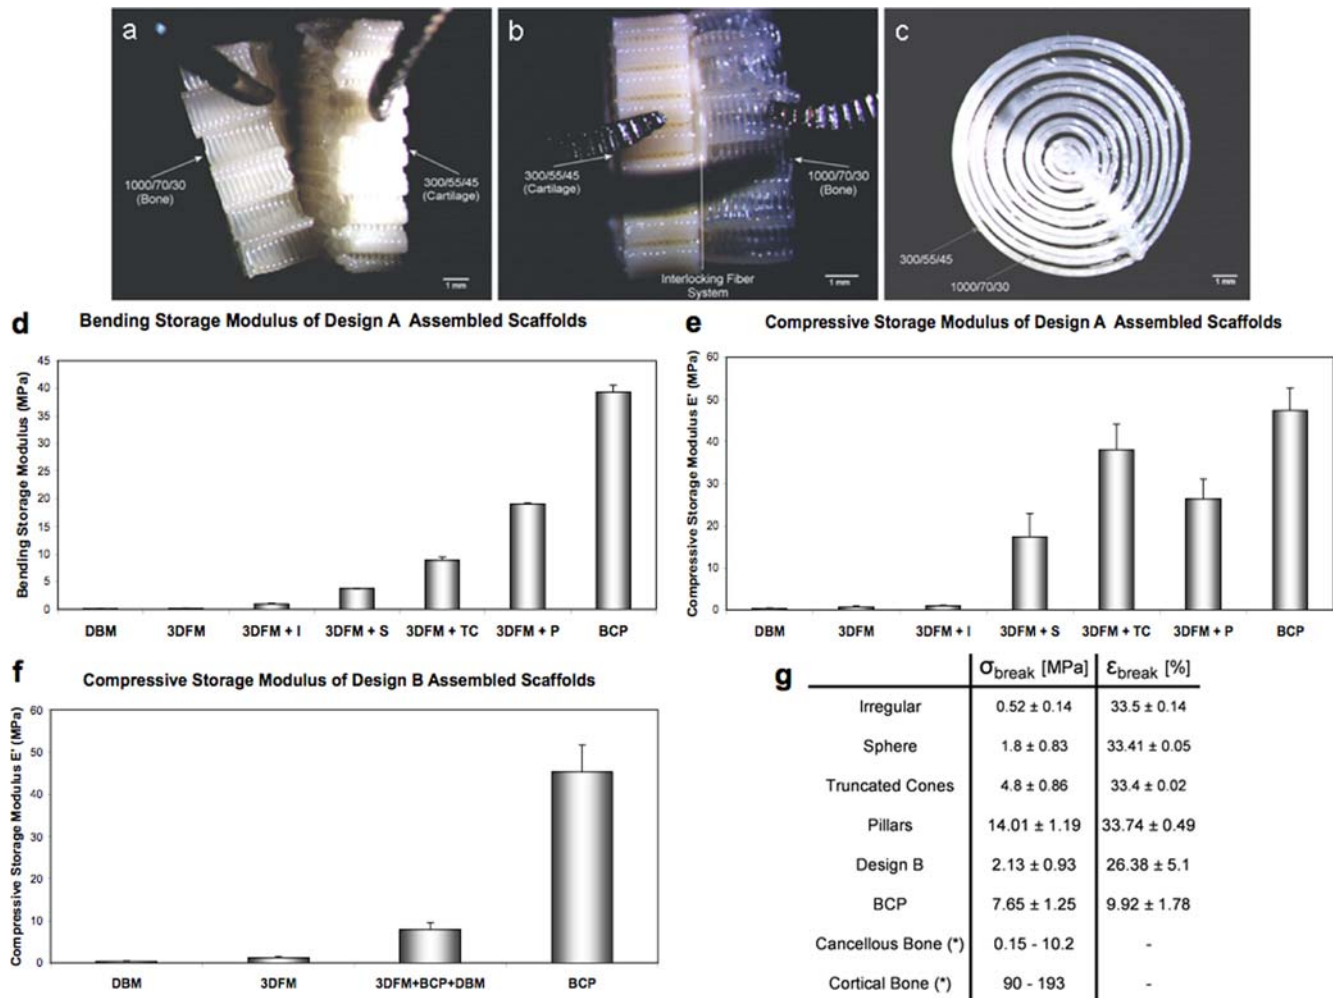 a
1000/70/30
(Bone)
300/55/45
(Cartilage)
1 mm
b
300/55/45
(Cartilage)
1000/70/30
(Bone)
Interlocking Fiber
System
1 mm
c
300/55/45
1000/70/30
1 mm
d
Bending Storage Modulus of Design A Assembled Scaffolds
Bending Storage Modulus (MPa)
45
40
35
30
25
20
15
10
5
0
DBM 3DFM 3DFM + I 3DFM + S 3DFM + TC 3DFM + P BCP
e
Compressive Storage Modulus of Design A Assembled Scaffolds
Compressive Storage Modulus E' (MPa)
60
50
40
30
20
10
0
DBM 3DFM 3DFM + I 3DFM + S 3DFM + TC 3DFM + P BCP
f
Compressive Storage Modulus of Design B Assembled Scaffolds
Compressive Storage Modulus E' (MPa)
60
50
40
30
20
10
0
DBM 3DFM 3DFM+BCP+DBM BCP
g
σbreak [MPa] εbreak [%]
Irregular 0.52 ± 0.14 33.5 ± 0.14
Sphere 1.8 ± 0.83 33.41 ± 0.05
Truncated Cones 4.8 ± 0.86 33.4 ± 0.02
Pillars 14.01 ± 1.19 33.74 ± 0.49
Design B 2.13 ± 0.93 26.38 ± 5.1
BCP 7.65 ± 1.25 9.92 ± 1.78
Cancellous Bone (*) 0.15 - 10.2 -
Cortical Bone (*) 90 - 193 -